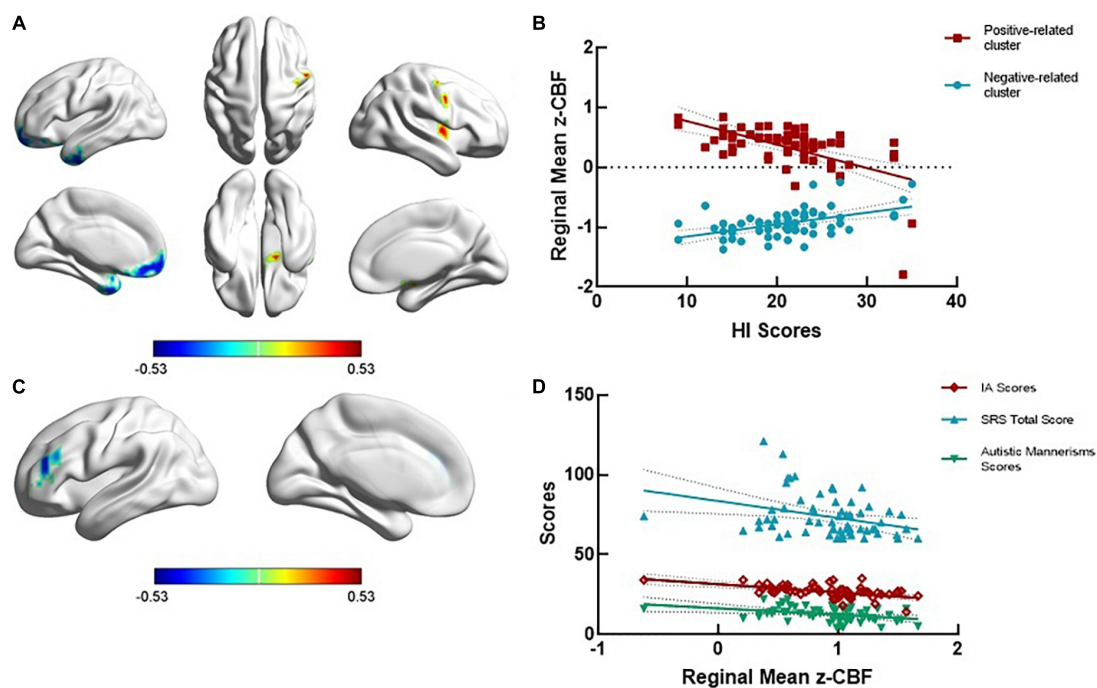 A
B
Positive-related
cluster
Negative-related
cluster
2
1
0
-1
-2
Reginal Mean z-CBF
0
10
20
30
40
HI Scores
-0.53
0.53
C
D
IA Scores
SRS Total Score
Autistic Mannerisms
Scores
150
100
50
0
Scores
-1
0
1
2
Reginal Mean z-CBF
-0.53
0.53